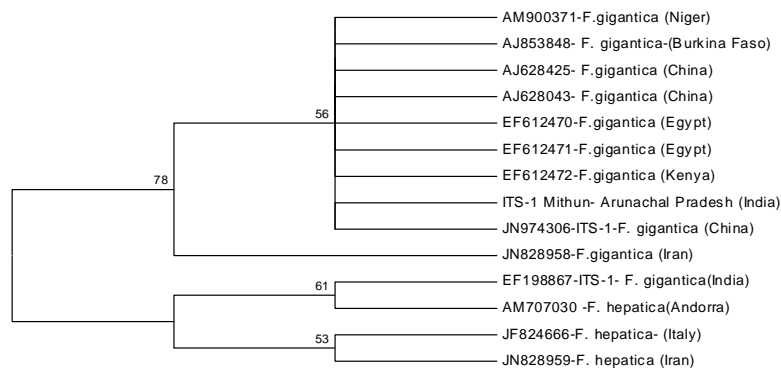 AM900371-F.gigantica (Niger)
AJ853848- F. gigantica-(Burkina Faso)
AJ628425- F.gigantica (China)
56
AJ628043- F.gigantica (China)
EF612470-F.gigantica (Egypt)
EF612471-F.gigantica (Egypt)
78
EF612472-F.gigantica (Kenya)
ITS-1 Mithun- Arunachal Pradesh (India)
JN974306-ITS-1-F. gigantica (China)
JN828958-F.gigantica (Iran)
61
EF198867-ITS-1- F. gigantica(India)
AM707030 -F. hepatica(Andorra)
53
JF824666-F. hepatica- (Italy)
JN828959-F. hepatica (Iran)